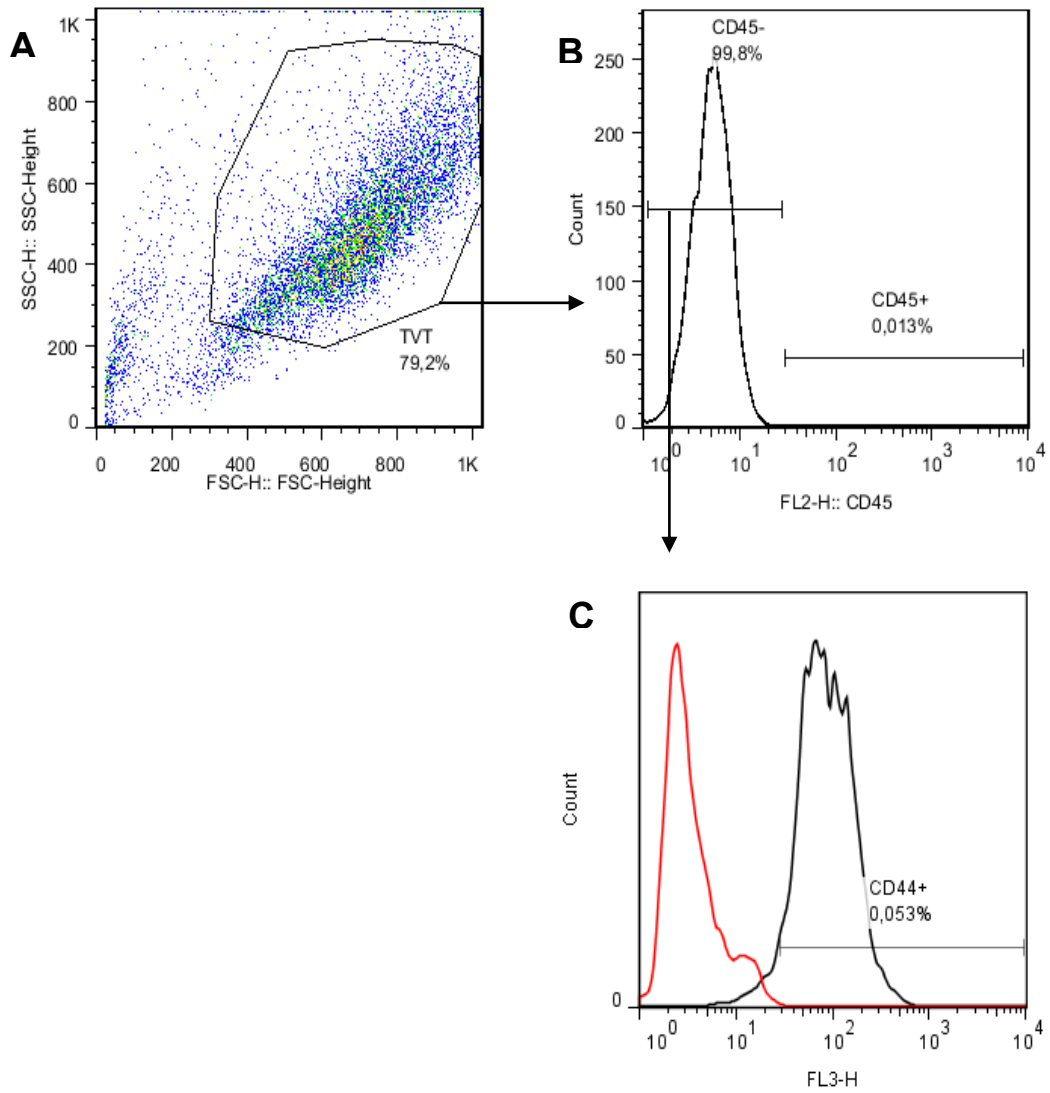 A
1K
800
600
400
200
0
SSC-H:: SSC-Height
TVT
79,2%
0 200 400 600 800 1K
FSC-H:: FSC-Height
B
250
200
150
100
50
0
Count
CD45-
99,8%
CD45+
0,013%
10^0 10^1 10^2 10^3 10^4
FL2-H:: CD45
C
Count
0
CD44+
0,053%
10^0 10^1 10^2 10^3 10^4
FL3-H